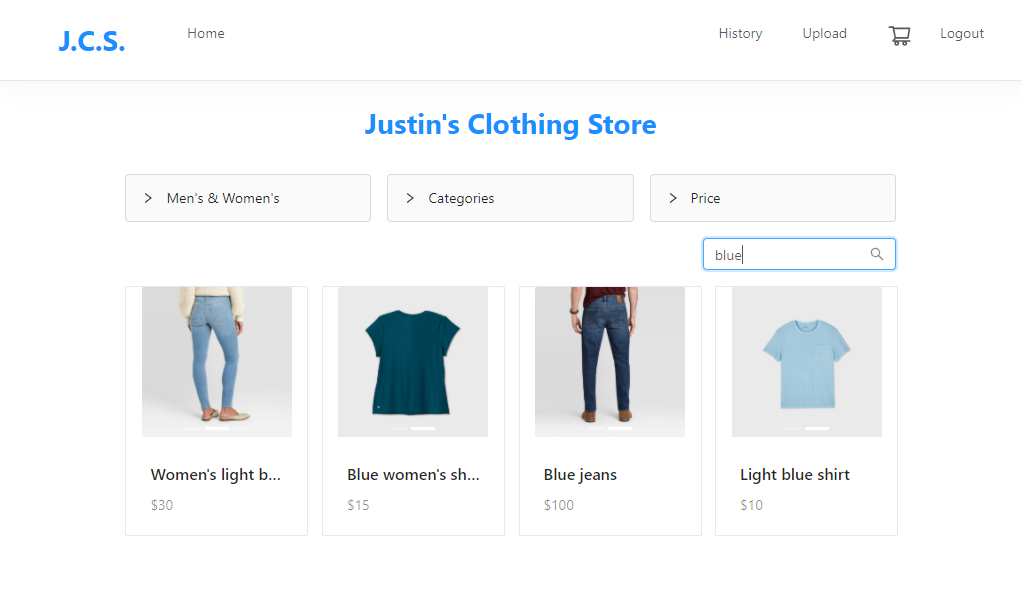 J.C.S.
Home
History
Upload
Logout
Justin's Clothing Store
Men's & Women's
Categories
Price
blue
Women's light b...
Blue women's sh...
Blue jeans
Light blue shirt
$30
$15
$100
$10